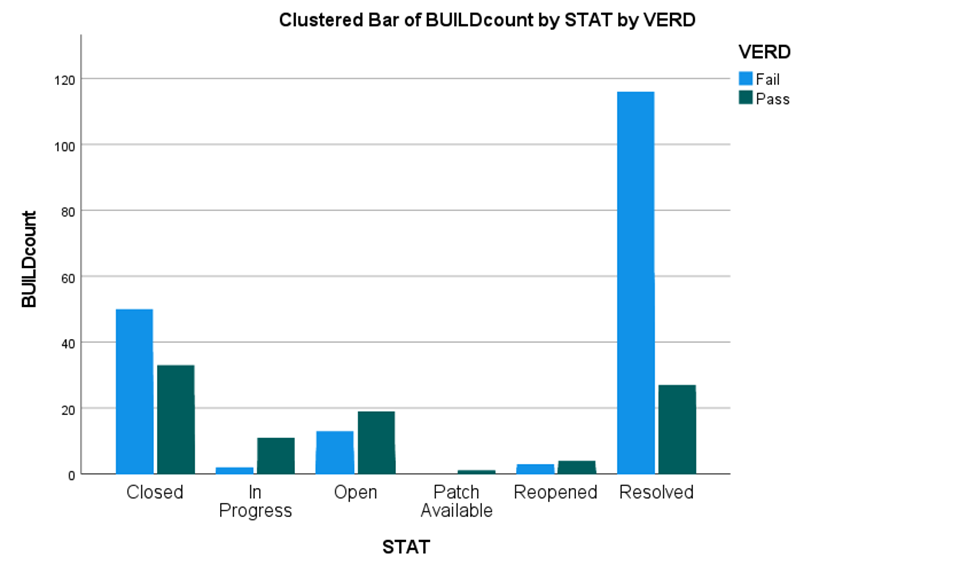 Clustered Bar of BUILDcount by STAT by VERD
VERD
Fail
Pass
BUILDcount
120
100
80
60
40
20
0
Closed
In
Progress
Open
Patch
Available
Reopened
Resolved
STAT